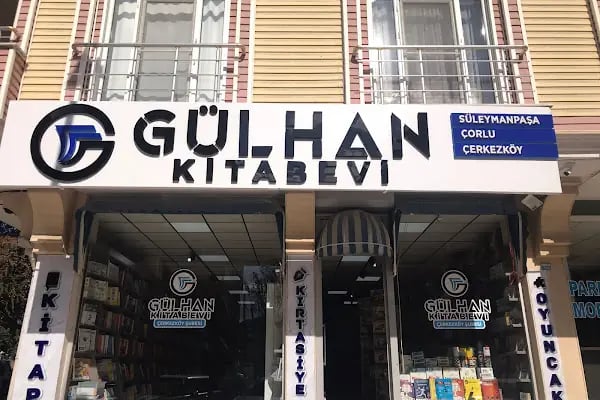 GÜLHAN
KİTABEVİ
SÜLEYMANPAŞA
ÇORLU
ÇERKEZKÖY
KİTAP
GÜLHAN
KİTABEVİ
ÇERKEZKÖY ŞUBESİ
KIRTASİYE
GÜLHAN
KİTABEVİ
ÇERKEZKÖY ŞUBESİ
OYUNCAK